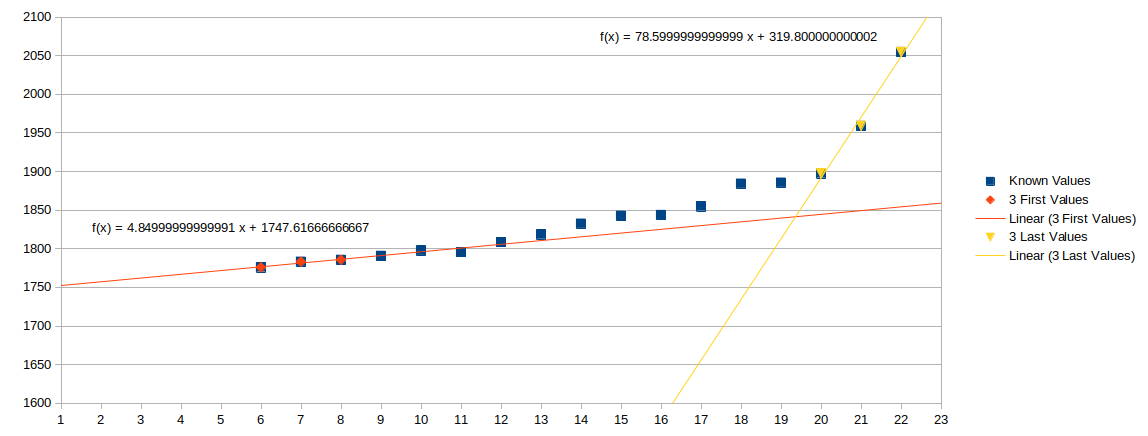 2100
2050
2000
1950
1900
1850
1800
1750
1700
1650
1600
1 2 3 4 5 6 7 8 9 10 11 12 13 14 15 16 17 18 19 20 21 22 23
f(x) = 78.5999999999999 x + 319.800000000002
f(x) = 4.84999999999991 x + 1747.61666666667
Known Values
3 First Values
Linear (3 First Values)
3 Last Values
Linear (3 Last Values)